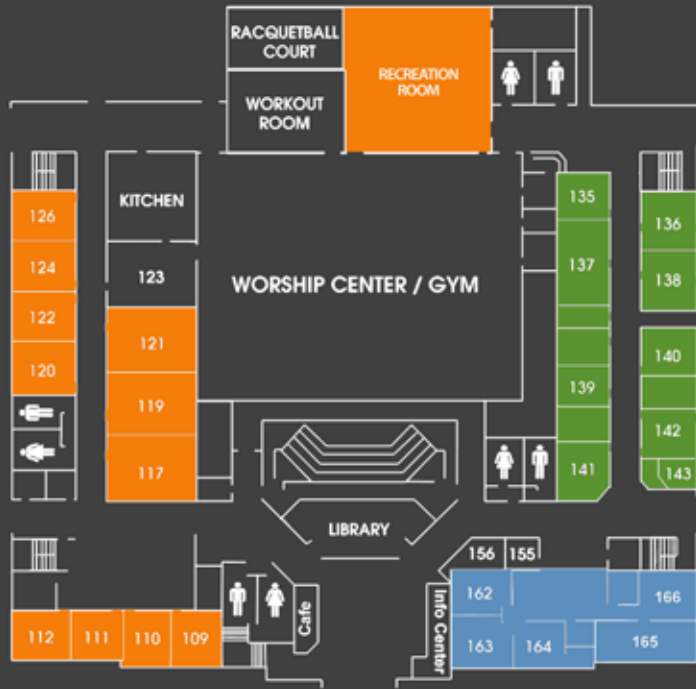 RACQUETBALL
COURT
RECREATION
ROOM
WORKOUT
ROOM
KITCHEN
135
126
136
137
124
123
WORSHIP CENTER / GYM
138
122
121
140
120
139
119
142
117
141
143
LIBRARY
156
155
162
166
Cafe
Info Center
112
111
110
109
163
164
165